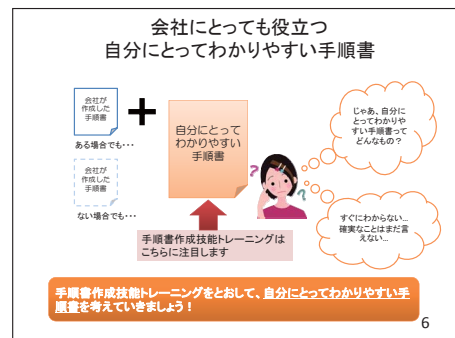 会社にとっても役立つ
自分にとってわかりやすい手順書
会社が
作成した
手順書
ある場合でも・・・
会社が
作成した
手順書
ない場合でも・・・
＋
自分にとって
わかりやすい
手順書
手順書作成技能トレーニングは
こちらに注目します
じゃあ、自分に
とってわかりや
すい手順書って
どんなもの？
?
?
すぐにわからない…
確実なことはまだ言
えない…
手順書作成技能トレーニングをとおして、自分にとってわかりやすい手
順書を考えていきましょう！
6